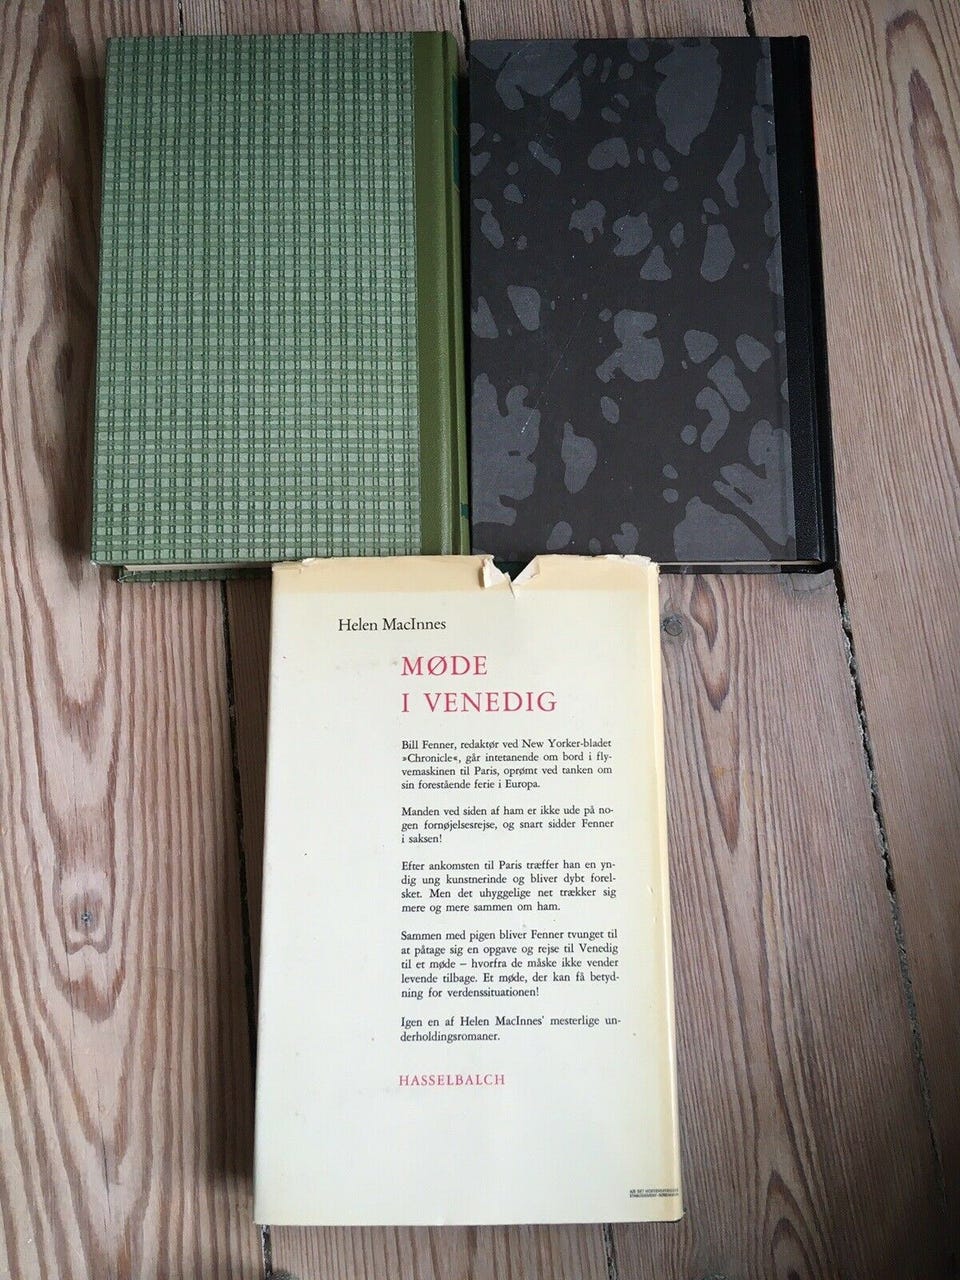 Helen MacInnes
MØDE
I VENEDIG
Bill Fenner, redaktør ved New Yorker-bladet
»Chronicle«, går intetanende om bord i fly-
vemaskinen til Paris, oprømt ved tanken om
sin forestående ferie i Europa.
Manden ved siden af ham er ikke ude på no-
gen fornøjelsesrejse, og snart sidder Fenner
i saksen!
Efter ankomsten til Paris træffer han en yn-
dig ung kunstnerinde og bliver dybt forel-
sket. Men det uhyggelige net trækker sig
mere og mere sammen om ham.
Sammen med pigen bliver Fenner tvunget til
at påtage sig en opgave og rejse til Venedig
til et møde – hvorfra de måske ikke vender
levende tilbage. Et møde, der kan få betyd-
ning for verdenssituationen!
Igen en af Helen MacInnes' mesterlige un-
derholdingsromaner.
HASSELBALCH